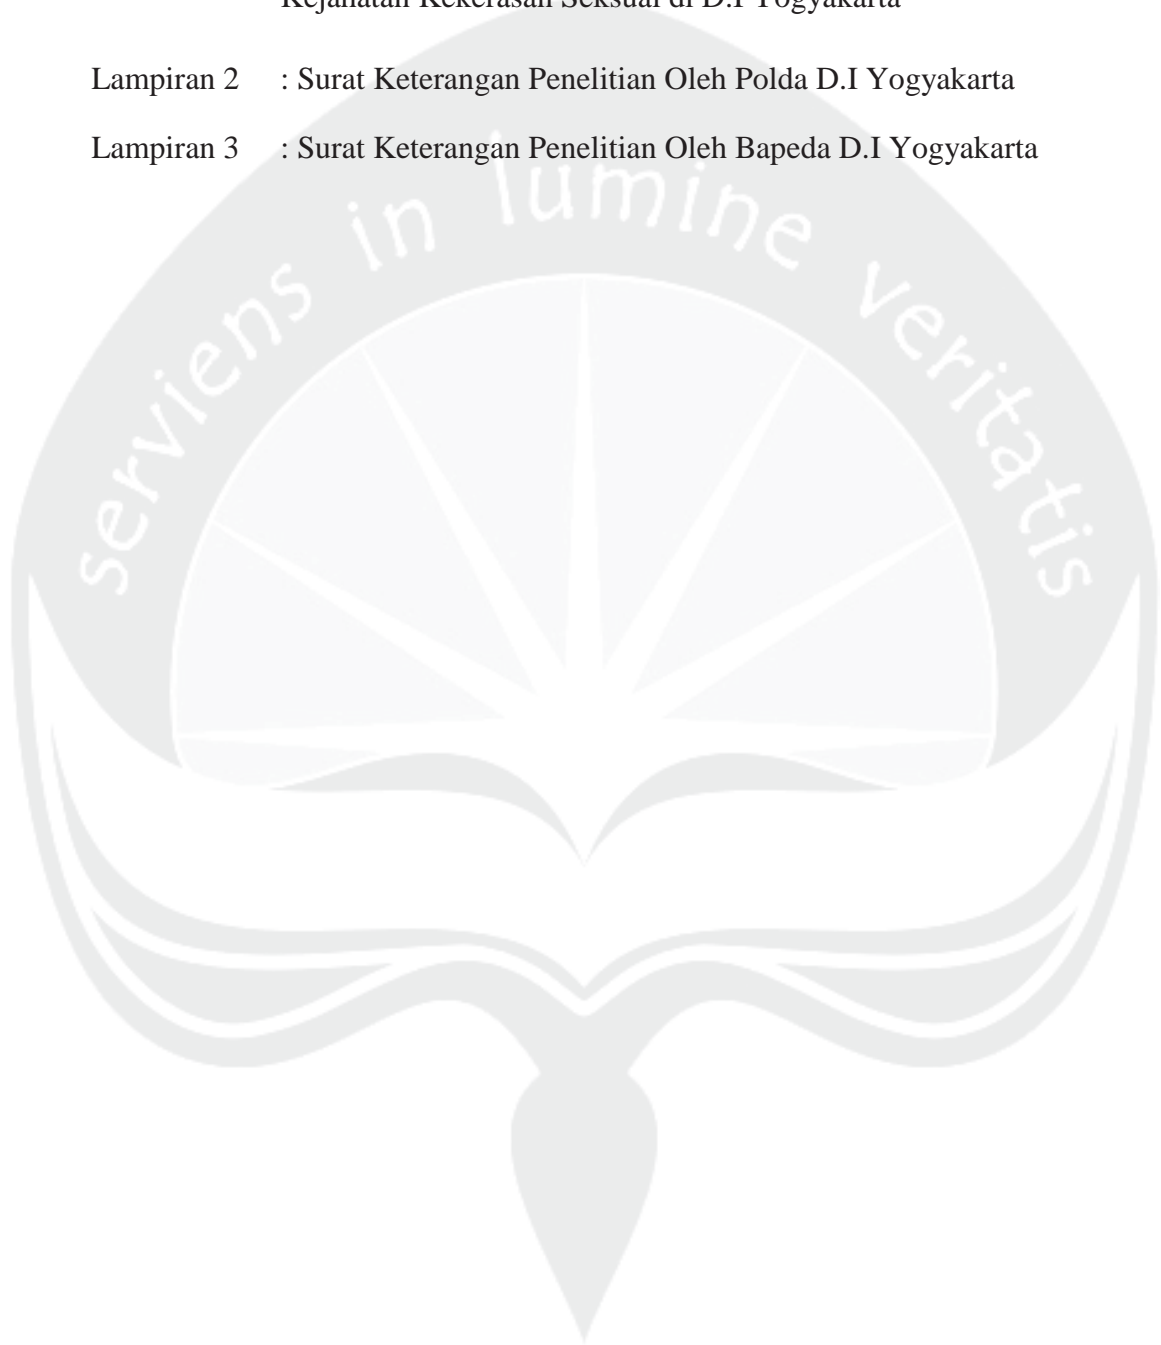 Kejahatan Kekerasan Seksual di D.I Yogyakarta
Lampiran 2 : Surat Keterangan Penelitian Oleh Polda D.I Yogyakarta
Lampiran 3 : Surat Keterangan Penelitian Oleh Bapeda D.I Yogyakarta
serviens in lumine veritatis